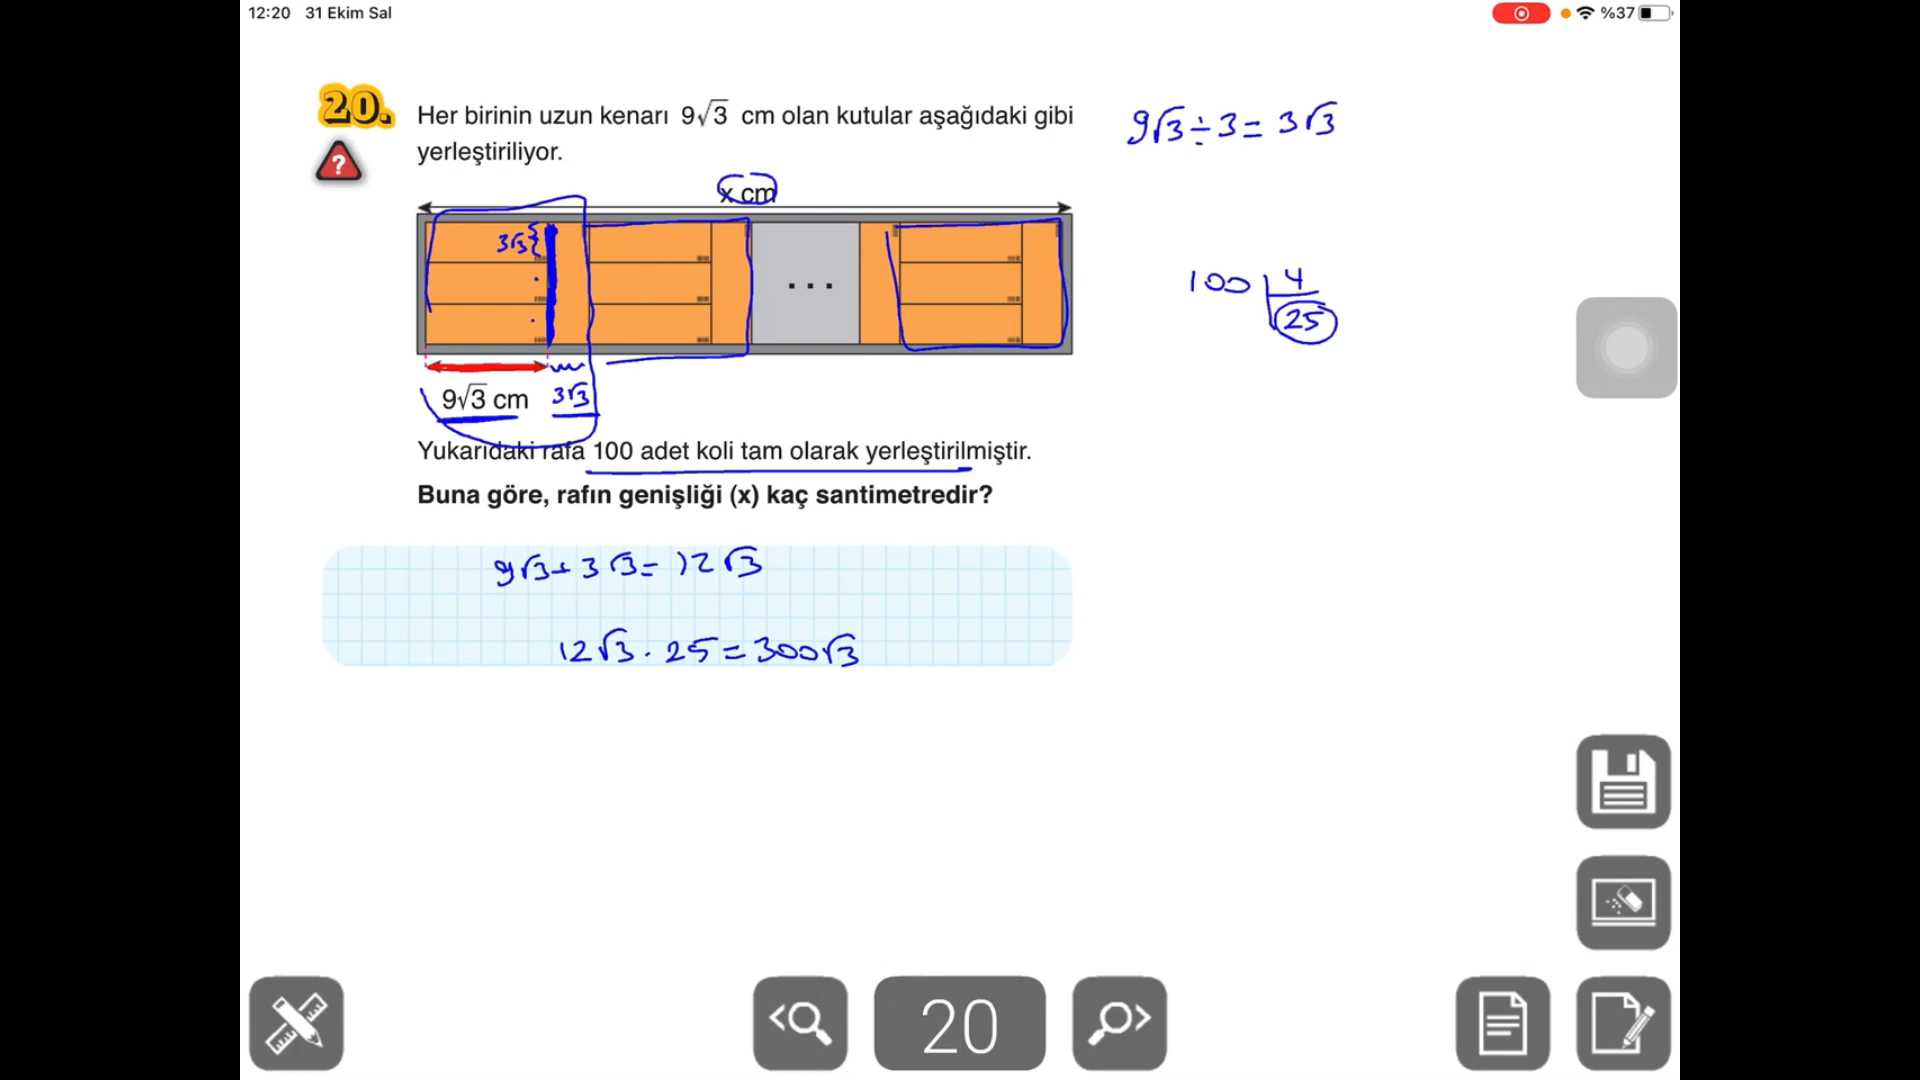 12:20 31 Ekim Sal
%37
20.
Her birinin uzun kenarı 9√3 cm olan kutular aşağıdaki gibi
yerleştiriliyor.
9√3 ÷ 3 = 3√3
x cm
3√3
...
100 | 4
25
9√3 cm 3√3
Yukarıdaki rafa 100 adet koli tam olarak yerleştirilmiştir.
Buna göre, rafın genişliği (x) kaç santimetredir?
9√3 + 3√3 = 12√3
12√3 . 25 = 300√3
20